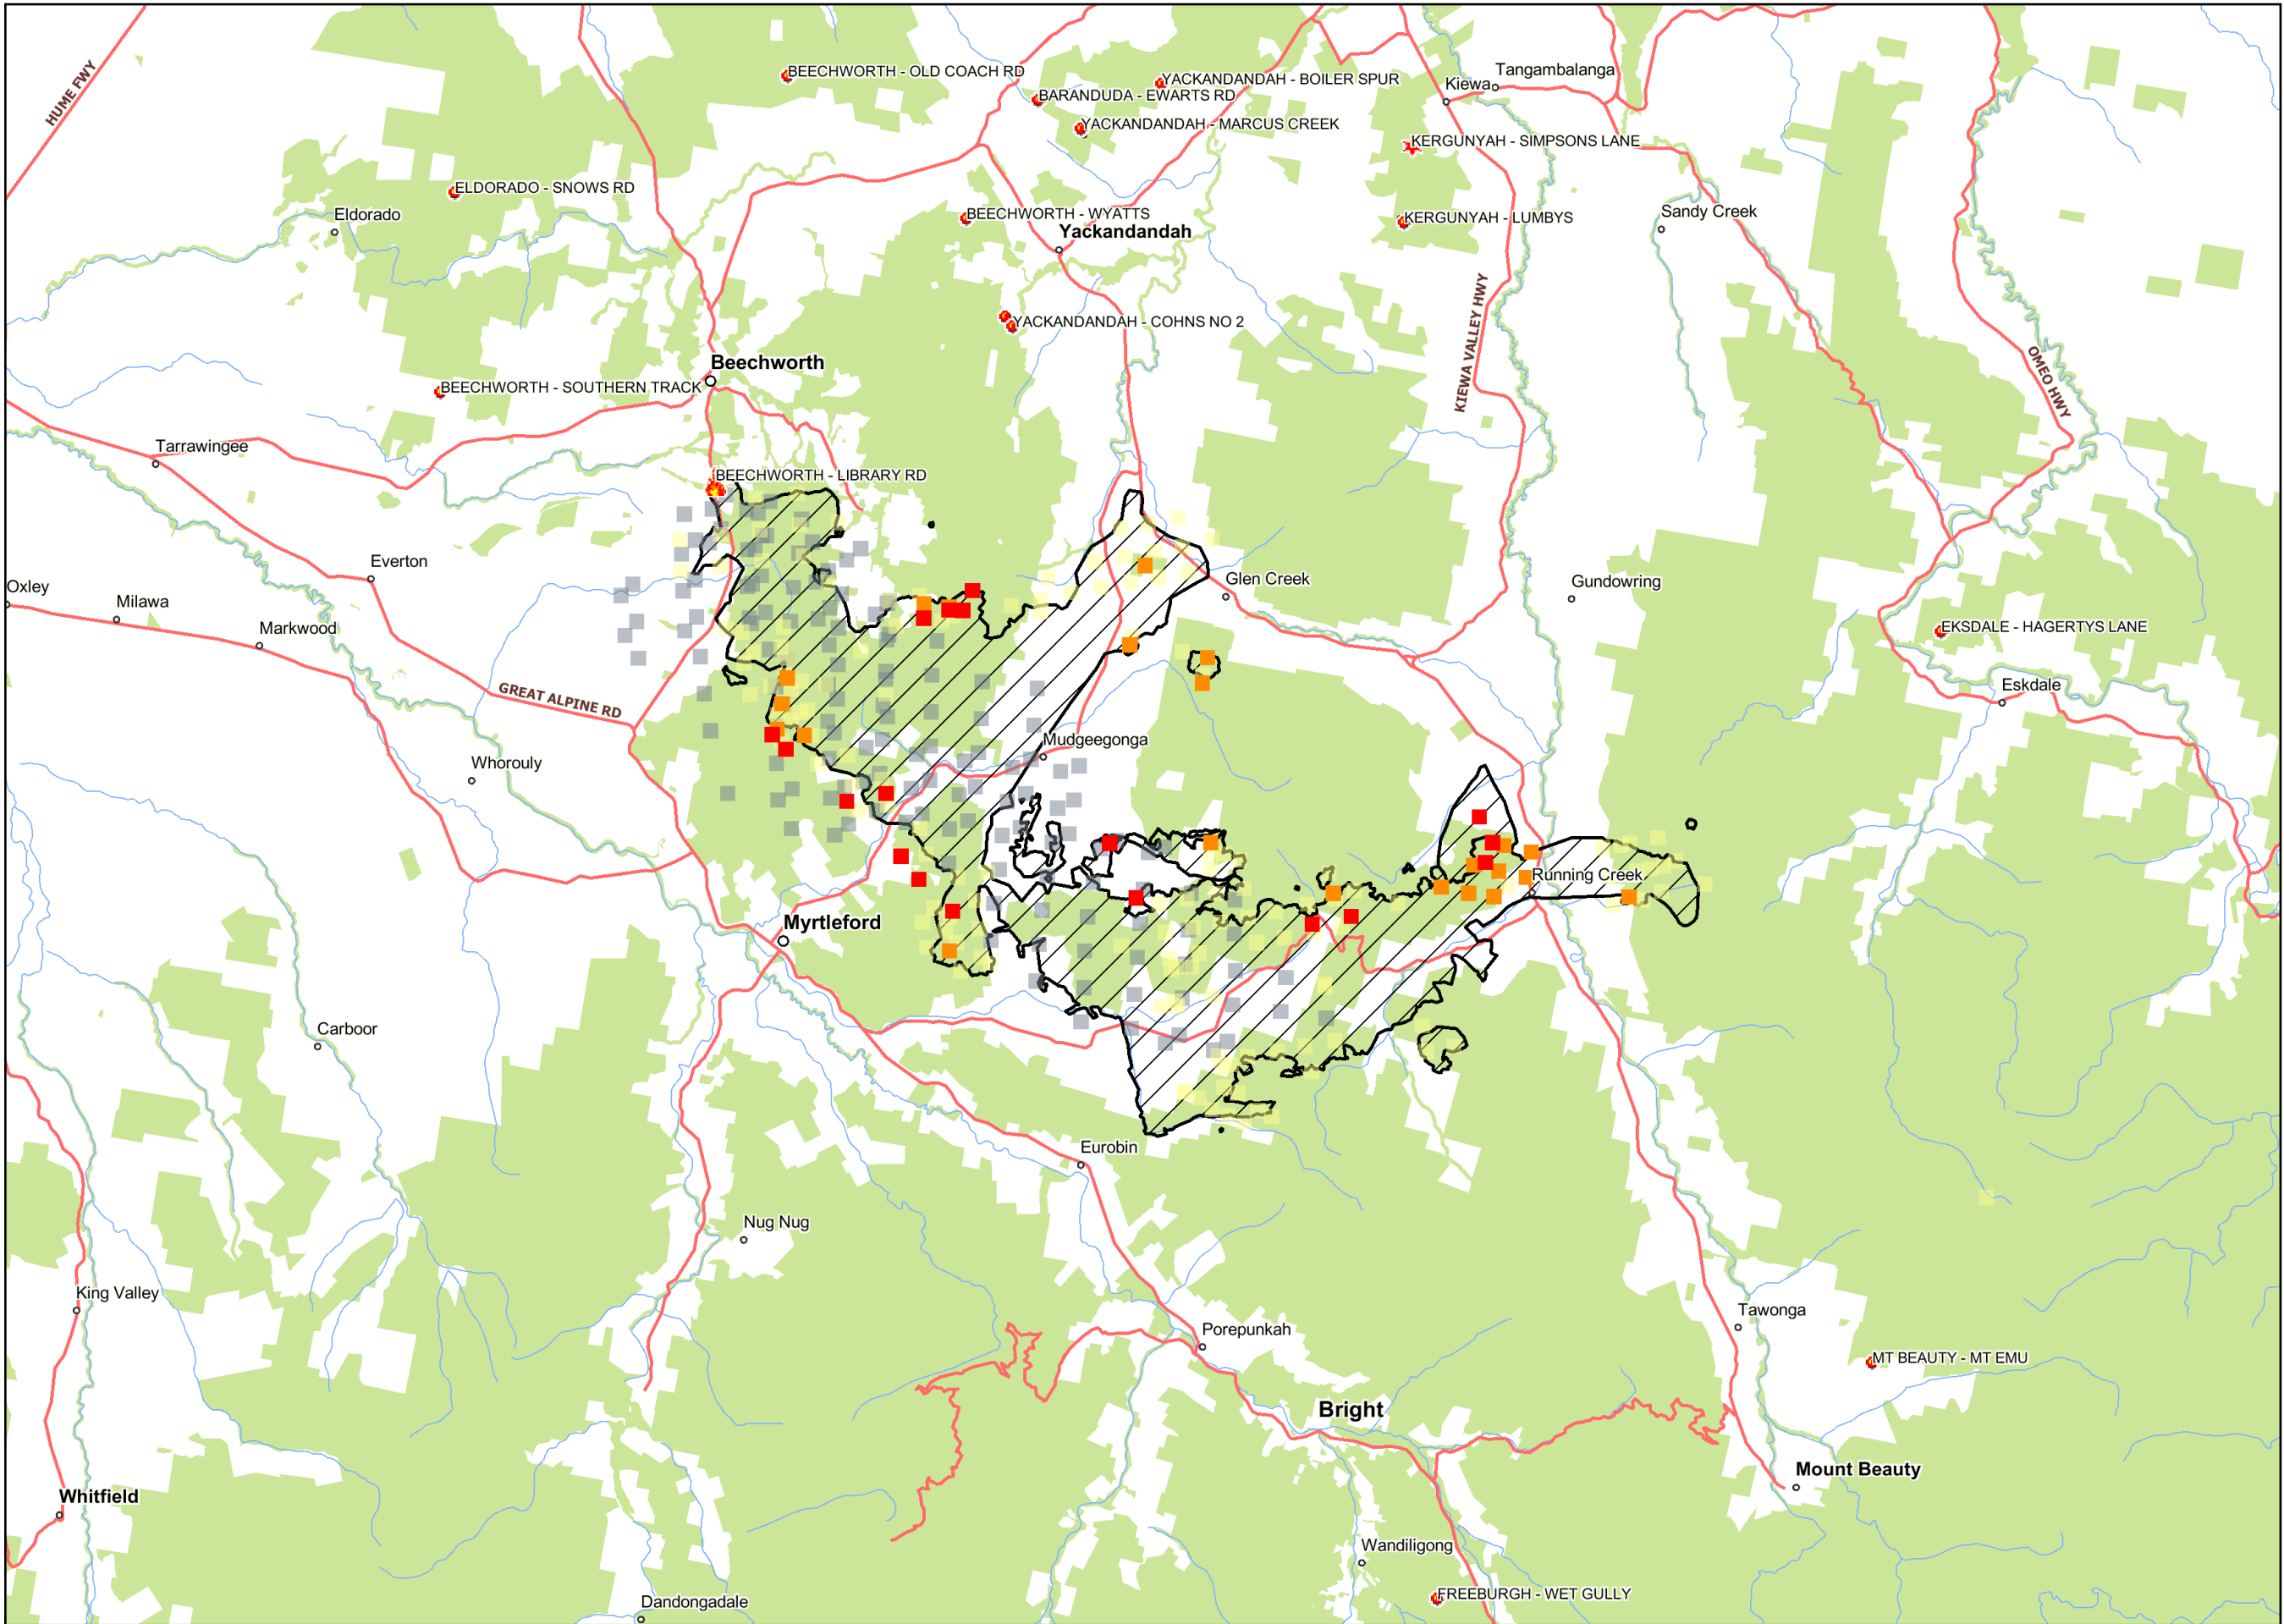 HUME FWY
BEECHWORTH - OLD COACH RD
YACKANDANDAH - BOILER SPUR
BARANDUDA - EWARTS RD
Tangambalanga
Kiewa
YACKANDANDAH - MARCUS CREEK
KERGUNYAH - SIMPSONS LANE
ELDORADO - SNOWS RD
Eldorado
BEECHWORTH - WYATTS
Yackandandah
KERGUNYAH - LUMBYS
Sandy Creek
YACKANDANDAH - COHNS NO 2
KIEWA VALLEY HWY
OMEO HWY
Beechworth
BEECHWORTH - SOUTHERN TRACK
Tarrawingee
BEECHWORTH - LIBRARY RD
Everton
Oxley
Milawa
Glen Creek
Gundowring
Markwood
EKSDALE - HAGERTYS LANE
GREAT ALPINE RD
Eskdale
Mudgeegonga
Whorouly
Running Creek
Myrtleford
Carboor
Eurobin
Nug Nug
King Valley
Tawonga
Porepunkah
MT BEAUTY - MT EMU
Bright
Mount Beauty
Whitfield
Wandiligong
FREEBURGH - WET GULLY
Dandongadale